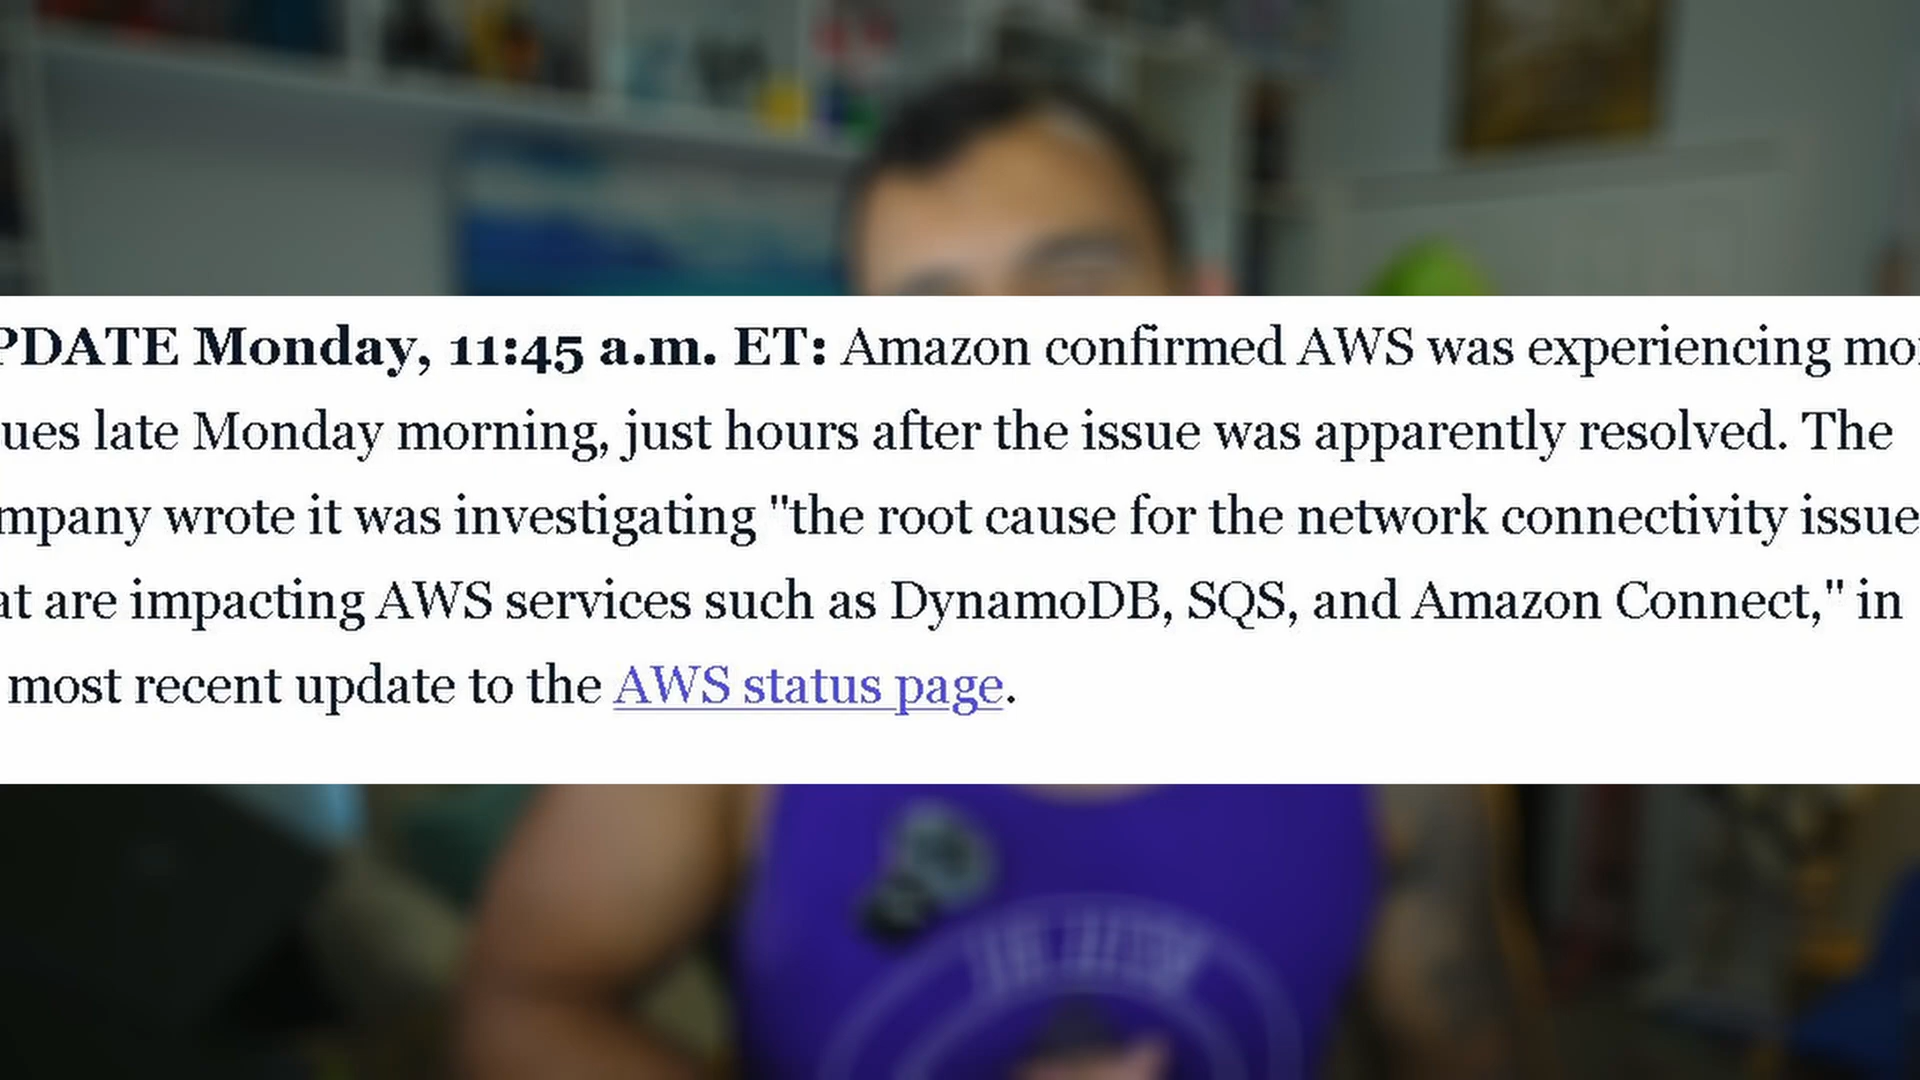 PDATE Monday, 11:45 a.m. ET: Amazon confirmed AWS was experiencing mor
ues late Monday morning, just hours after the issue was apparently resolved. The
mpany wrote it was investigating "the root cause for the network connectivity issue
at are impacting AWS services such as DynamoDB, SQS, and Amazon Connect," in
most recent update to the AWS status page.